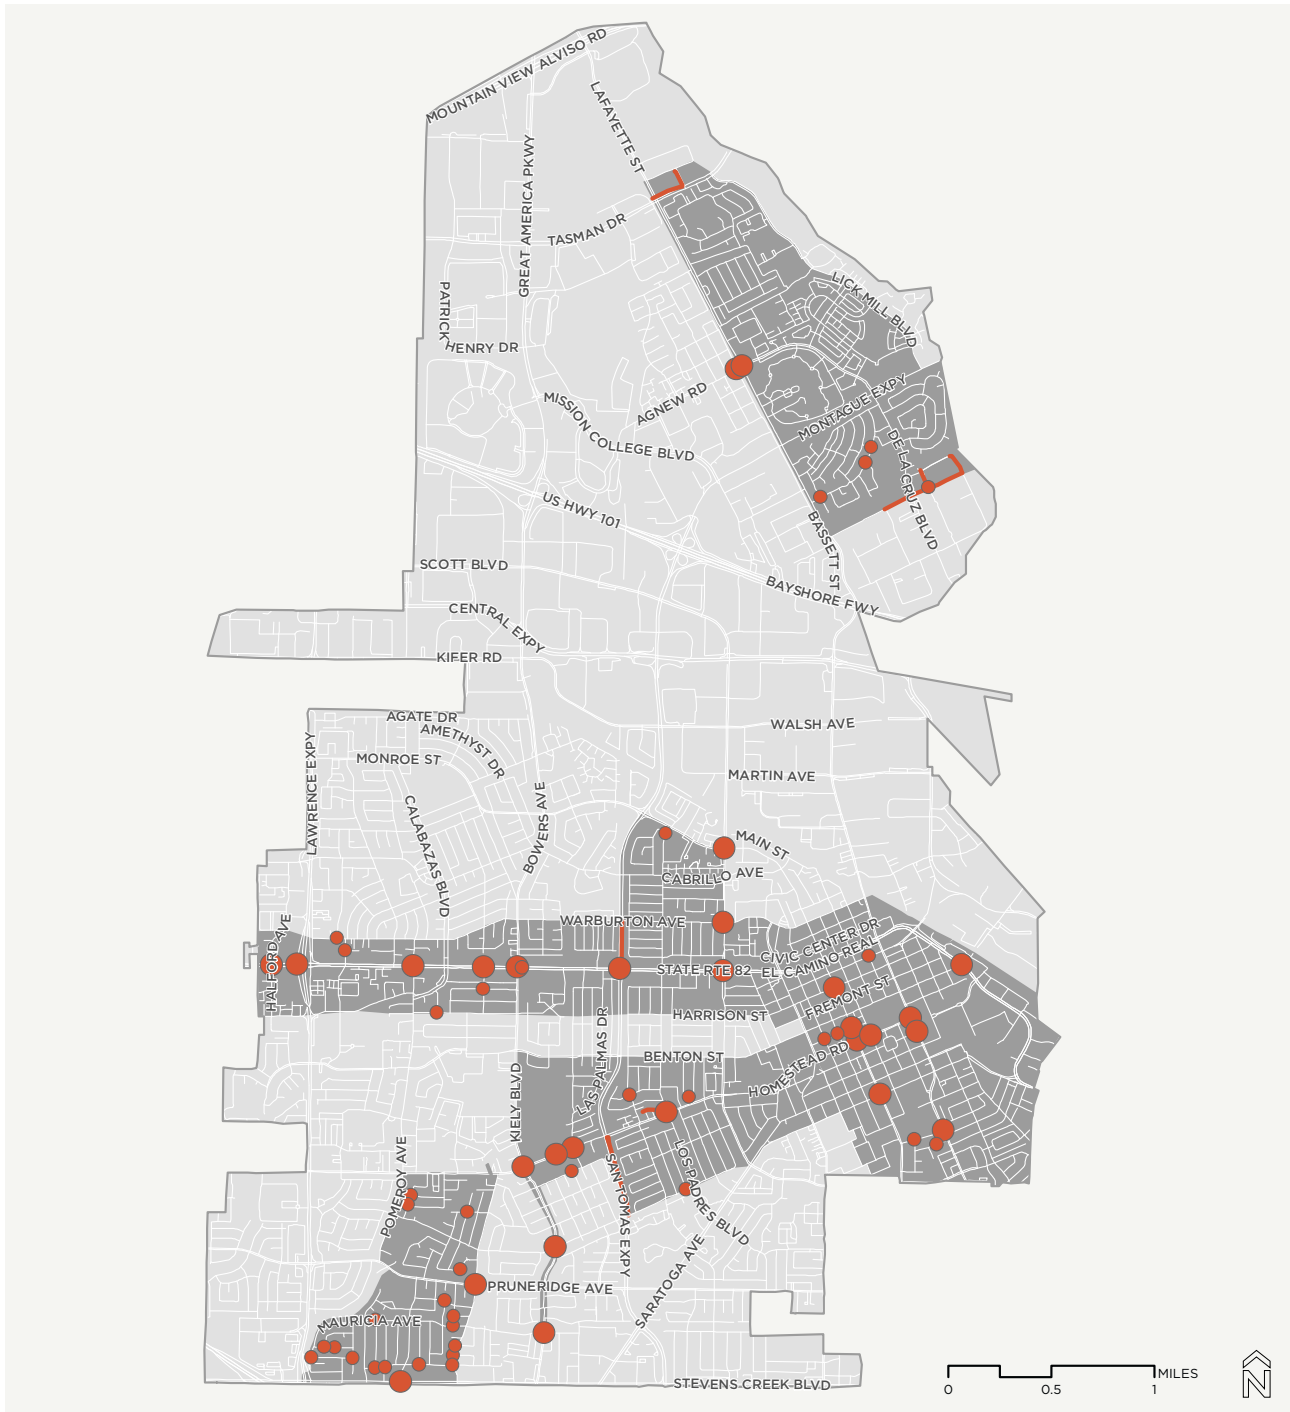 MOUNTAIN VIEW ALVISO RD
LAFAYETTE ST
GREAT AMERICA PKWY
TASMAN DR
PATRICK
HENRY DR
LICK MILL BLVD
AGNEW RD
MONTAGUE EXPY
MISSION COLLEGE BLVD
DE LA CRUZ BLVD
US HWY 101
BASSETT ST
SCOTT BLVD
BAYSHORE FWY
CENTRAL EXPY
KIFER RD
AGATE DR
AMETHYST DR
WALSH AVE
LAWRENCE EXPY
MONROE ST
MARTIN AVE
CALABAZAS BLVD
BOWERS AVE
MAIN ST
CABRILLO AVE
WARBURTON AVE
HALFORD AVE
CIVIC CENTER DR
STATE RTE 82
EL CAMINO REAL
FREMONT ST
HARRISON ST
LAS PALMAS DR
BENTON ST
HOMESTEAD RD
KIELY BLVD
POMEROY AVE
SAN TOMAS EXPY
LOS PADRES BLVD
SARATOGA AVE
PRUNERIDGE AVE
MAURICIA AVE
STEVENS CREEK BLVD
MILES
0 0.5 1
N